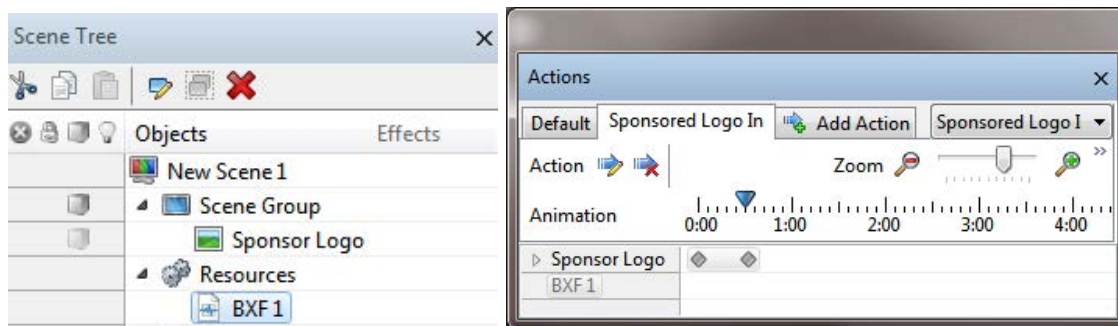 Scene Tree
Objects Effects
New Scene 1
Scene Group
Sponsor Logo
Resources
BXF 1
Actions
Default Sponsored Logo In Add Action Sponsored Logo I
Action Zoom
Animation 0:00 1:00 2:00 3:00 4:00
Sponsor Logo
BXF 1